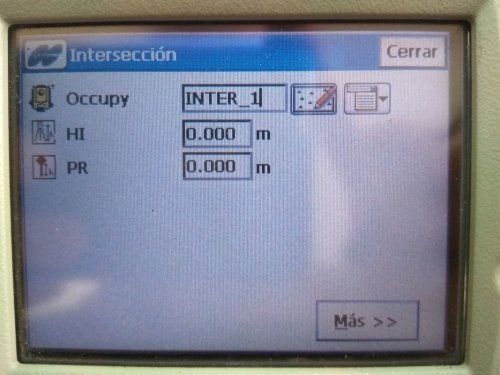 Intersección Cerrar
Occupy INTER_1
HI 0.000 m
PR 0.000 m
Más >>